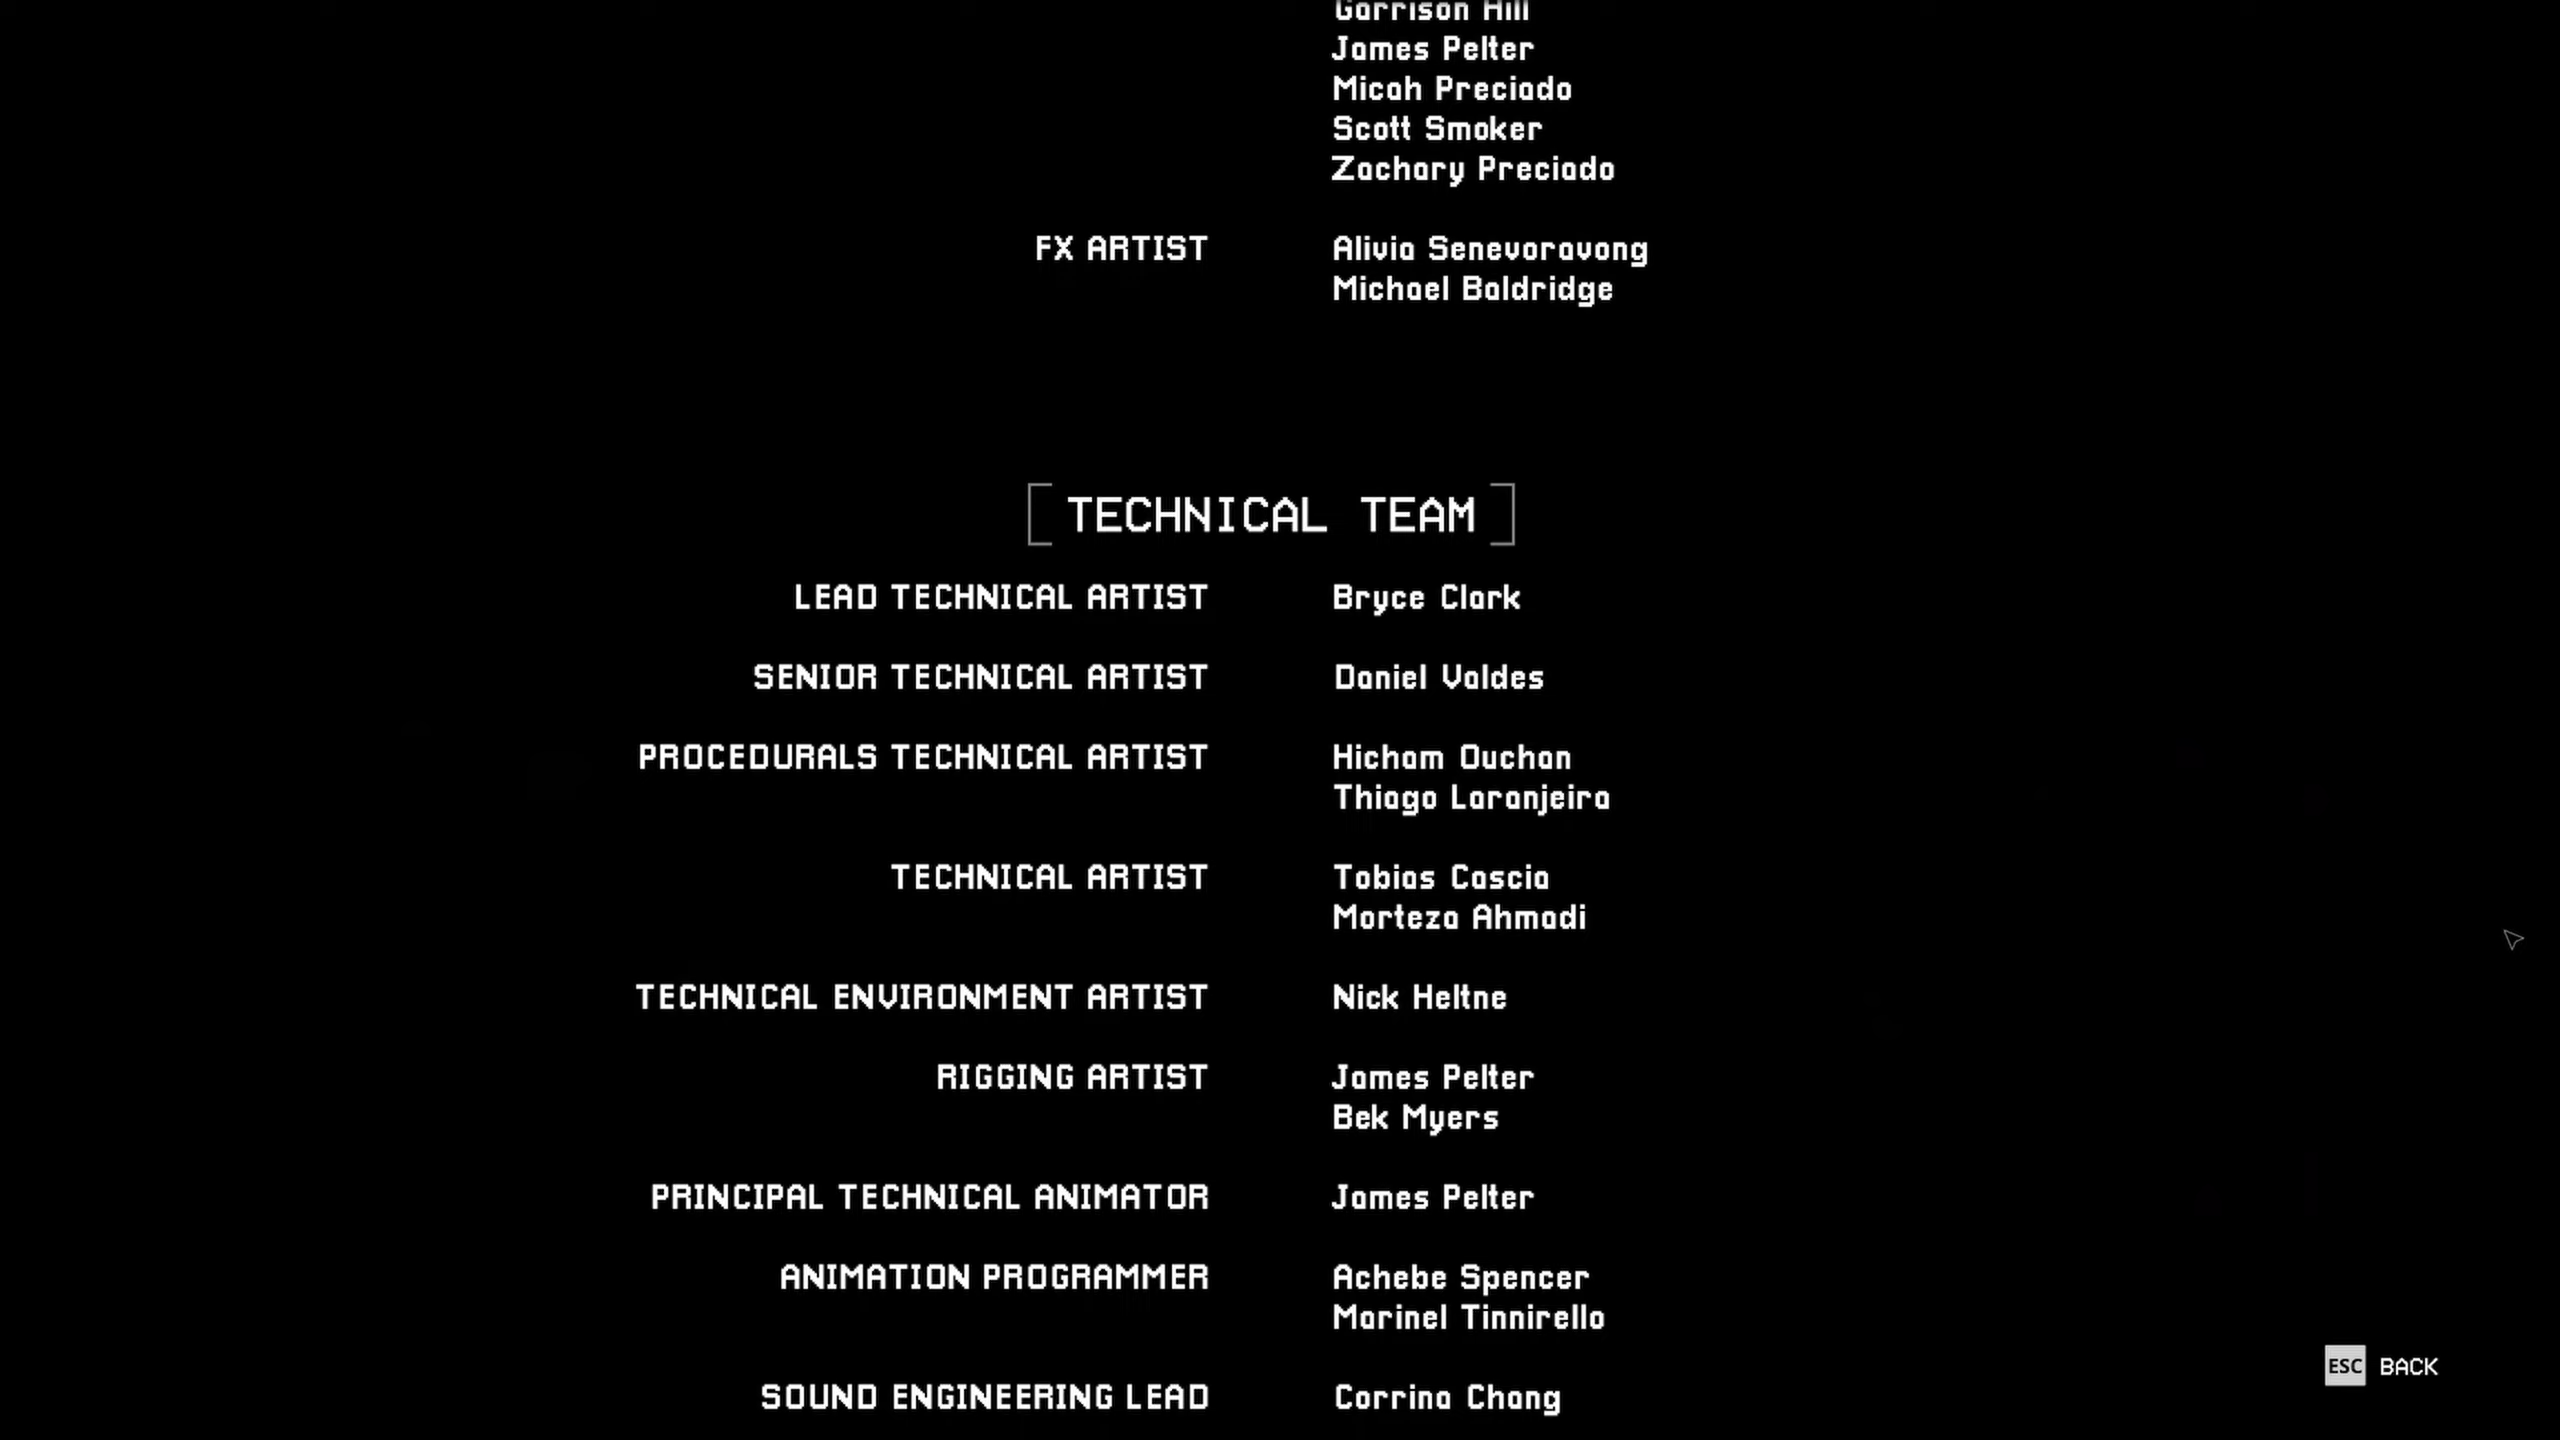 Garrison Hill
James Pelter
Micah Preciado
Scott Smoker
Zachary Preciado
FX ARTIST Alivia Senevoravong
Michael Baldridge
TECHNICAL TEAM
LEAD TECHNICAL ARTIST Bryce Clark
SENIOR TECHNICAL ARTIST Daniel Valdes
PROCEDURALS TECHNICAL ARTIST Hicham Ouchan
Thiago Laranjeira
TECHNICAL ARTIST Tobias Cascia
Morteza Ahmadi
TECHNICAL ENVIRONMENT ARTIST Nick Heltne
RIGGING ARTIST James Pelter
Bek Myers
PRINCIPAL TECHNICAL ANIMATOR James Pelter
ANIMATION PROGRAMMER Achebe Spencer
Marinel Tinnirello
SOUND ENGINEERING LEAD Corrina Chang
ESC BACK